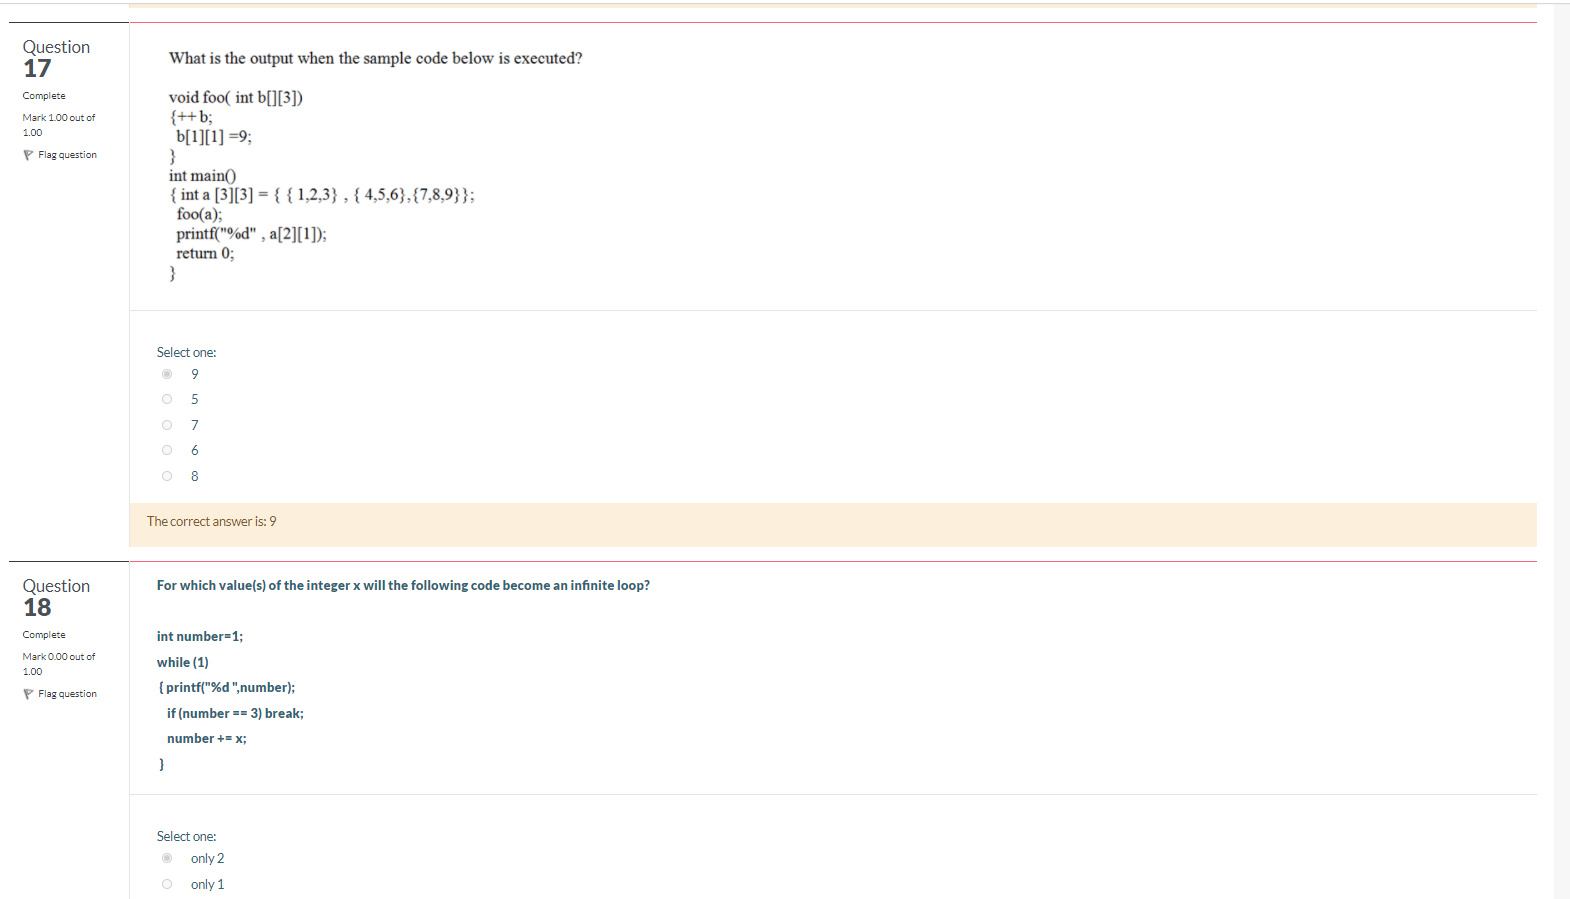 Question
17
Complete
Mark 1.00 out of
1.00
Flag question
What is the output when the sample code below is executed?
void foo( int b[][3])
{++b;
b[1][1] =9;
}
int main()
{ int a [3][3] = { { 1,2,3} , { 4,5,6},{7,8,9}};
foo(a);
printf("%d" , a[2][1]);
return 0;
}
Select one:
9
5
7
6
8
The correct answer is: 9
Question
18
Complete
Mark 0.00 out of
1.00
Flag question
For which value(s) of the integer x will the following code become an infinite loop?
int number=1;
while (1)
{ printf("%d ",number);
if (number == 3) break;
number += x;
}
Select one:
only 2
only 1